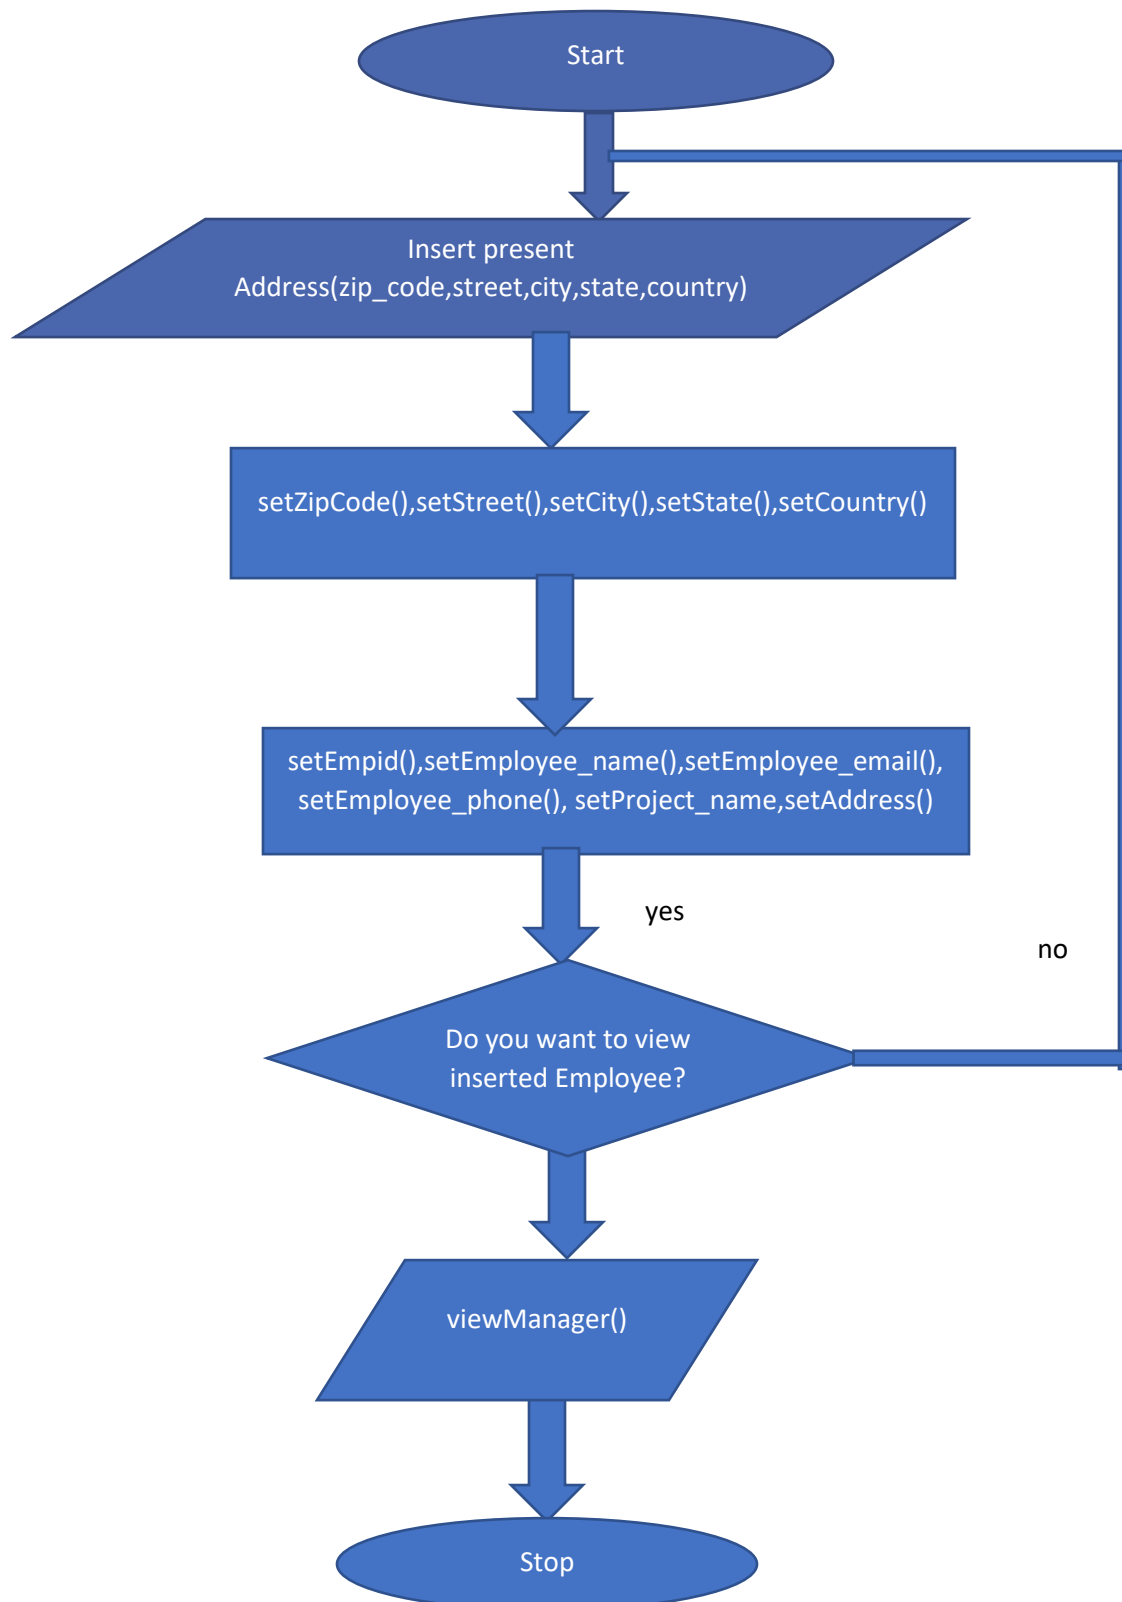 Start
Insert present
Address(zip_code,street,city,state,country)
setZipCode(),setStreet(),setCity(),setState(),setCountry()
setEmpid(),setEmployee_name(),setEmployee_email(),
setEmployee_phone(), setProject_name,setAddress()
yes
no
Do you want to view
inserted Employee?
viewManager()
Stop